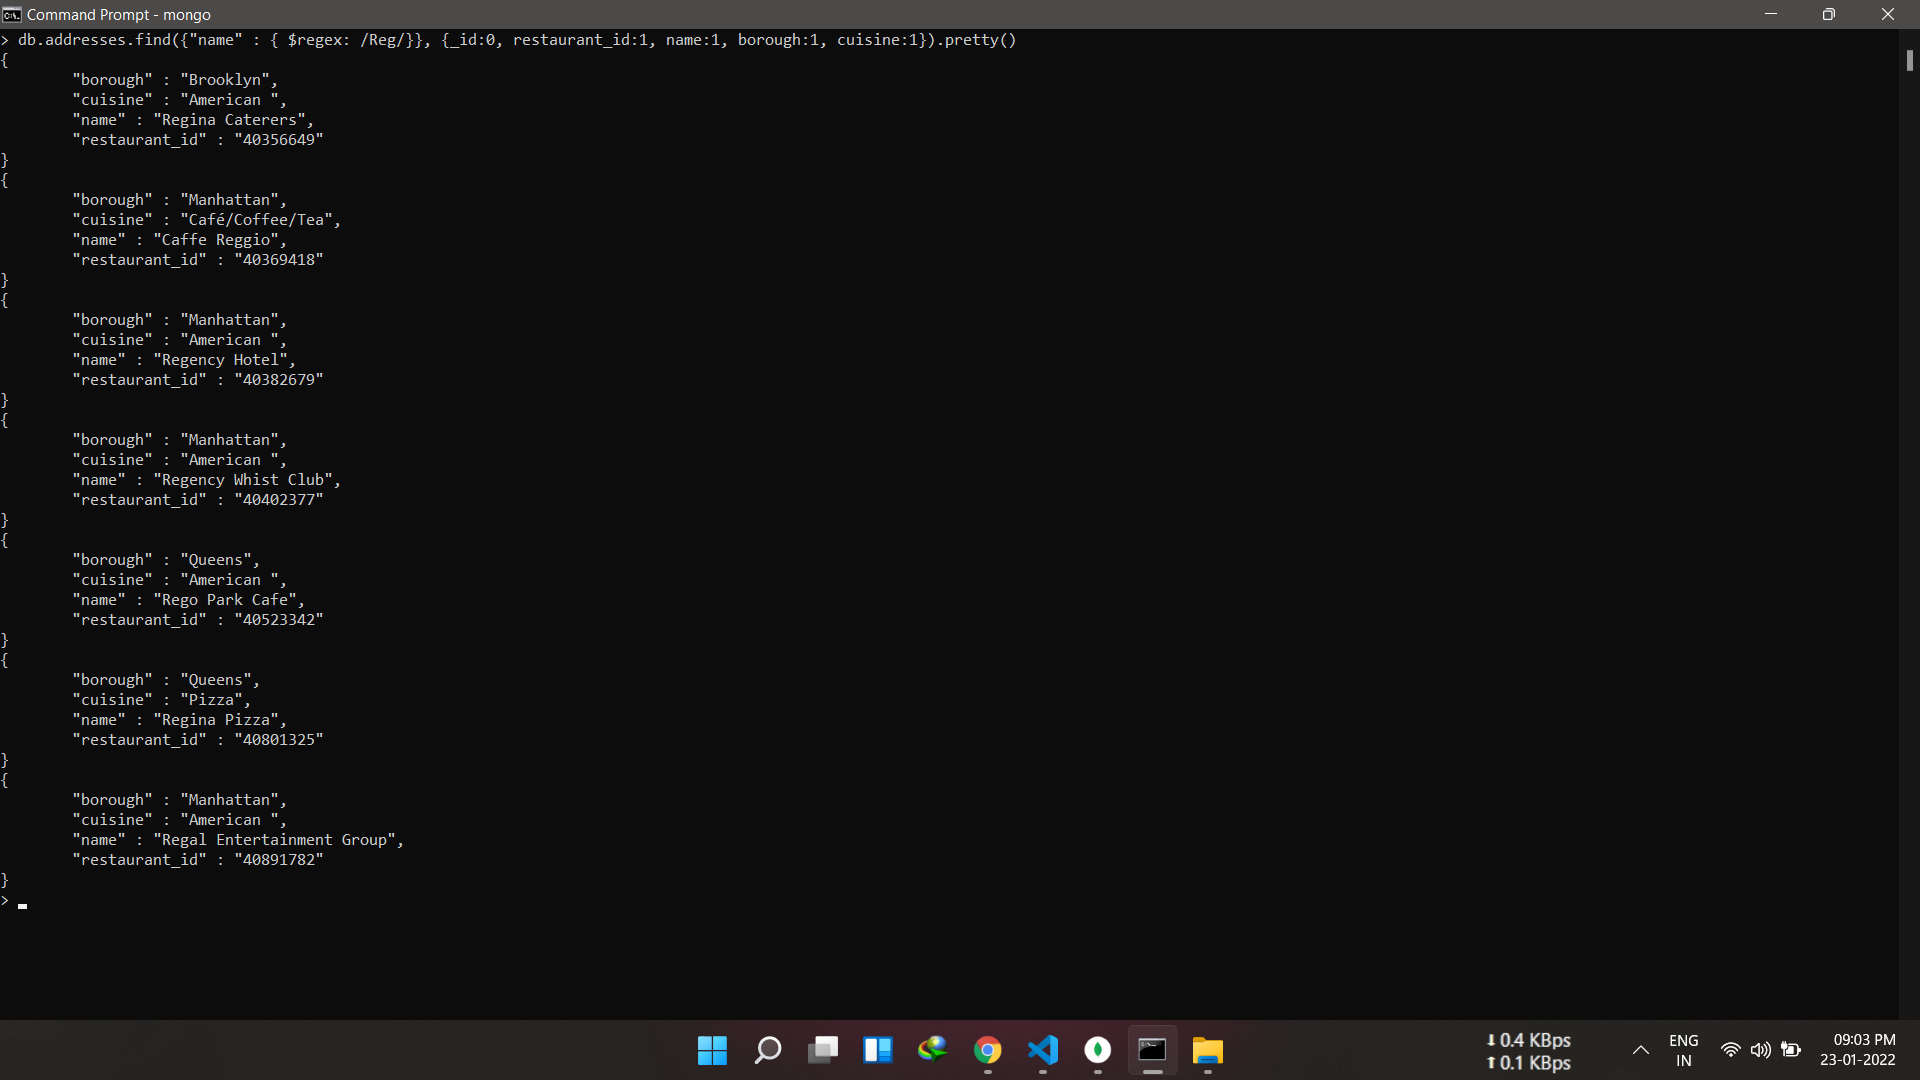 Command Prompt - mongo
> db.addresses.find({"name" : { $regex: /Reg/}}, {_id:0, restaurant_id:1, name:1, borough:1, cuisine:1}).pretty()
{
        "borough" : "Brooklyn",
        "cuisine" : "American ",
        "name" : "Regina Caterers",
        "restaurant_id" : "40356649"
}
{
        "borough" : "Manhattan",
        "cuisine" : "Café/Coffee/Tea",
        "name" : "Caffe Reggio",
        "restaurant_id" : "40369418"
}
{
        "borough" : "Manhattan",
        "cuisine" : "American ",
        "name" : "Regency Hotel",
        "restaurant_id" : "40382679"
}
{
        "borough" : "Manhattan",
        "cuisine" : "American ",
        "name" : "Regency Whist Club",
        "restaurant_id" : "40402377"
}
{
        "borough" : "Queens",
        "cuisine" : "American ",
        "name" : "Rego Park Cafe",
        "restaurant_id" : "40523342"
}
{
        "borough" : "Queens",
        "cuisine" : "Pizza",
        "name" : "Regina Pizza",
        "restaurant_id" : "40801325"
}
{
        "borough" : "Manhattan",
        "cuisine" : "American ",
        "name" : "Regal Entertainment Group",
        "restaurant_id" : "40891782"
}
>
0.4 KBps
0.1 KBps
ENG
IN
09:03 PM
23-01-2022